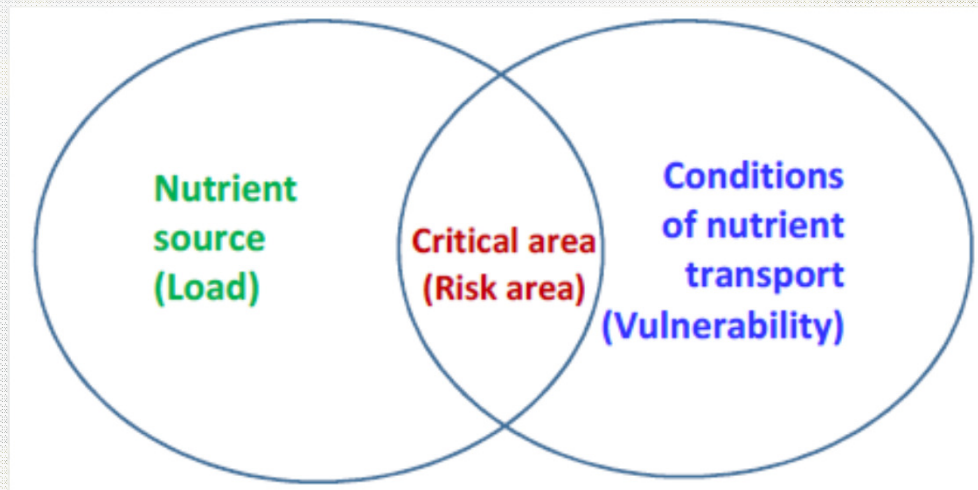 Nutrient
source
(Load)
Critical area
(Risk area)
Conditions
of nutrient
transport
(Vulnerability)